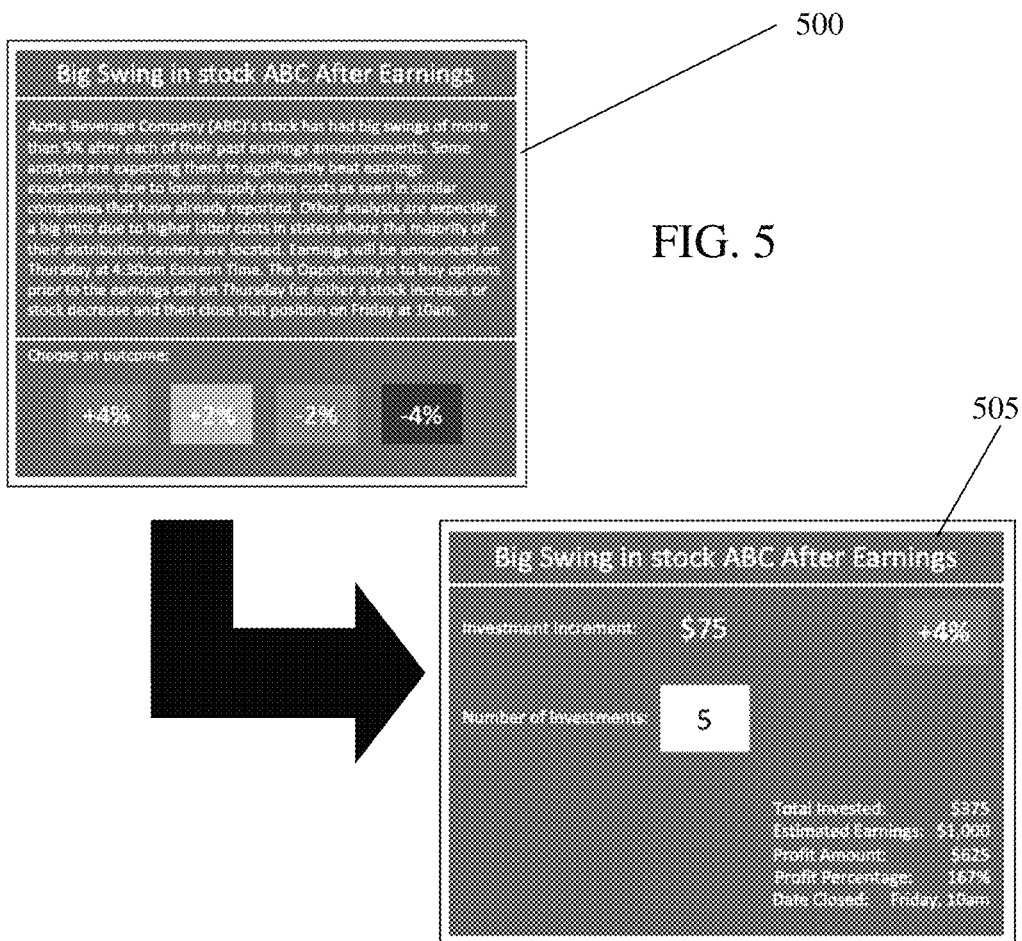 500
Big Swing in stock ABC After Earnings
Acme Beverage Company (ABC)'s stock has had big swings of more
than 5% after each of their past earnings announcements. Some
analysts are expecting them to significantly beat earnings
expectations due to lower supply chain costs as seen in similar
companies that have already reported. Other analysts are expecting
a big miss due to higher labor costs in states where the majority of
their distribution centers are located. Earnings will be announced on
Thursday at 4:30pm Eastern Time. The Opportunity is to buy options
prior to the earnings call on Thursday for either a stock increase or
stock decrease and then close that position on Friday at 10am
Choose an outcome:
+4% +2% -2% -4%
FIG. 5
505
Big Swing in stock ABC After Earnings
Investment Increment: $75 +4%
Number of Investments: 5
Total Invested: $375
Estimated Earnings: $1,000
Profit Amount: $625
Profit Percentage: 167%
Date Closed: Friday, 10am